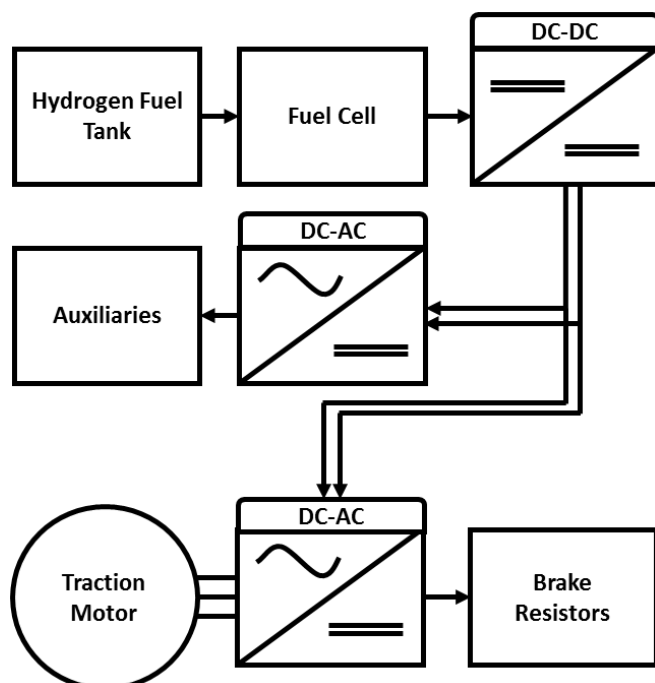 DC-DC
Hydrogen Fuel
Tank
Fuel Cell
DC-AC
Auxiliaries
DC-AC
Traction
Motor
Brake
Resistors